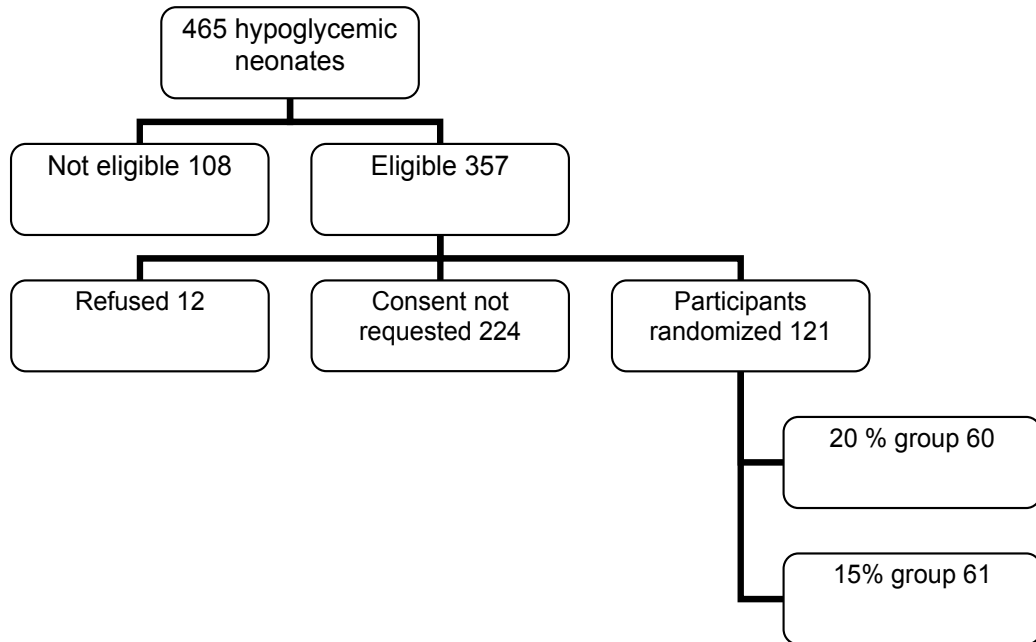 465 hypoglycemic
neonates
Not eligible 108
Eligible 357
Refused 12
Consent not
requested 224
Participants
randomized 121
20 % group 60
15% group 61